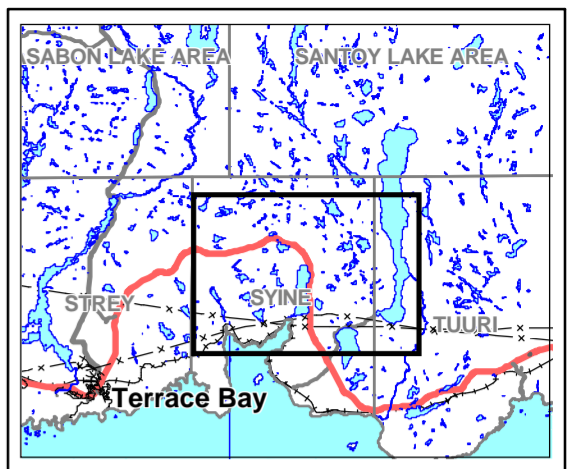 SABON LAKE AREA
SANTOY LAKE AREA
STREY
SYINE
TUURI
Terrace Bay